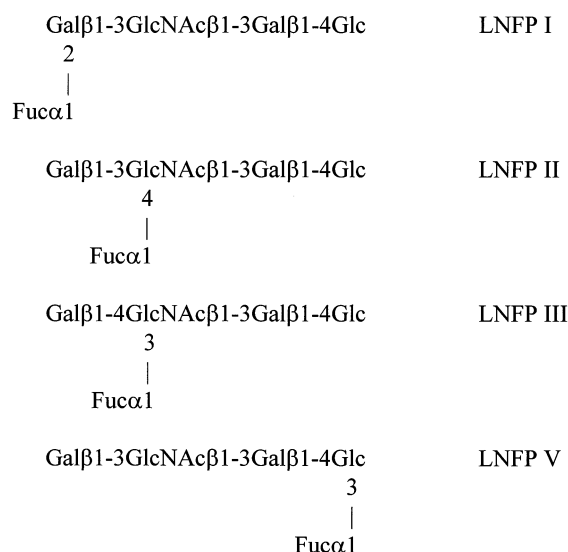 Galβ1-3GlcNAcβ1-3Galβ1-4Glc LNFP I
2
|
Fucα1
Galβ1-3GlcNAcβ1-3Galβ1-4Glc LNFP II
4
|
Fucα1
Galβ1-4GlcNAcβ1-3Galβ1-4Glc LNFP III
3
|
Fucα1
Galβ1-3GlcNAcβ1-3Galβ1-4Glc LNFP V
3
|
Fucα1